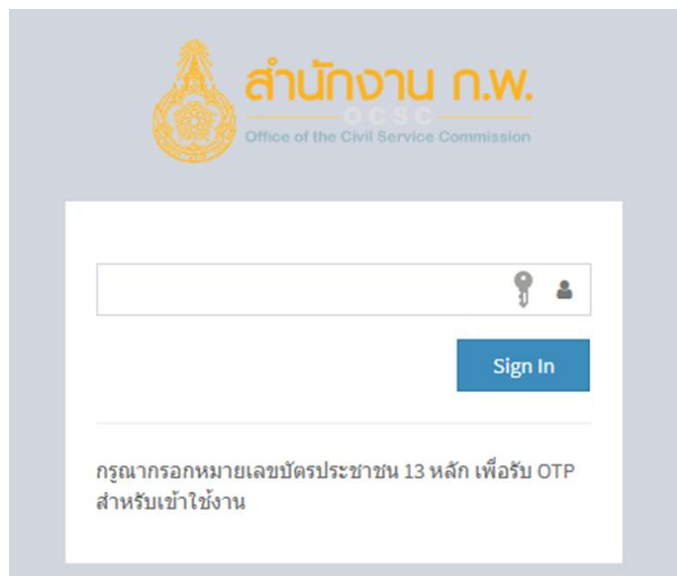 สำนักงาน ก.พ.
OCSC
Office of the Civil Service Commission
Sign In
กรุณากรอกหมายเลขบัตรประชาชน 13 หลัก เพื่อรับ OTP
สำหรับเข้าใช้งาน